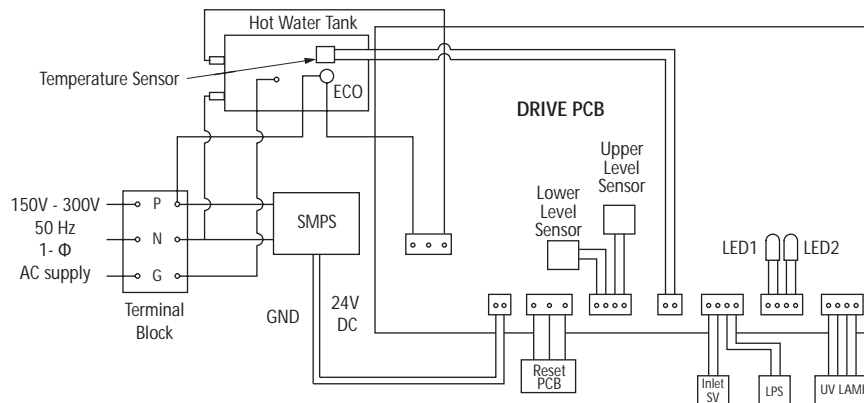 Hot Water Tank
Temperature Sensor
ECO
DRIVE PCB
Upper
Level
Sensor
Lower
Level
Sensor
150V - 300V
50 Hz
1- Φ
AC supply
P
N
G
Terminal
Block
SMPS
GND
24V
DC
LED1
LED2
Reset
PCB
Inlet
SV
LPS
UV LAMP